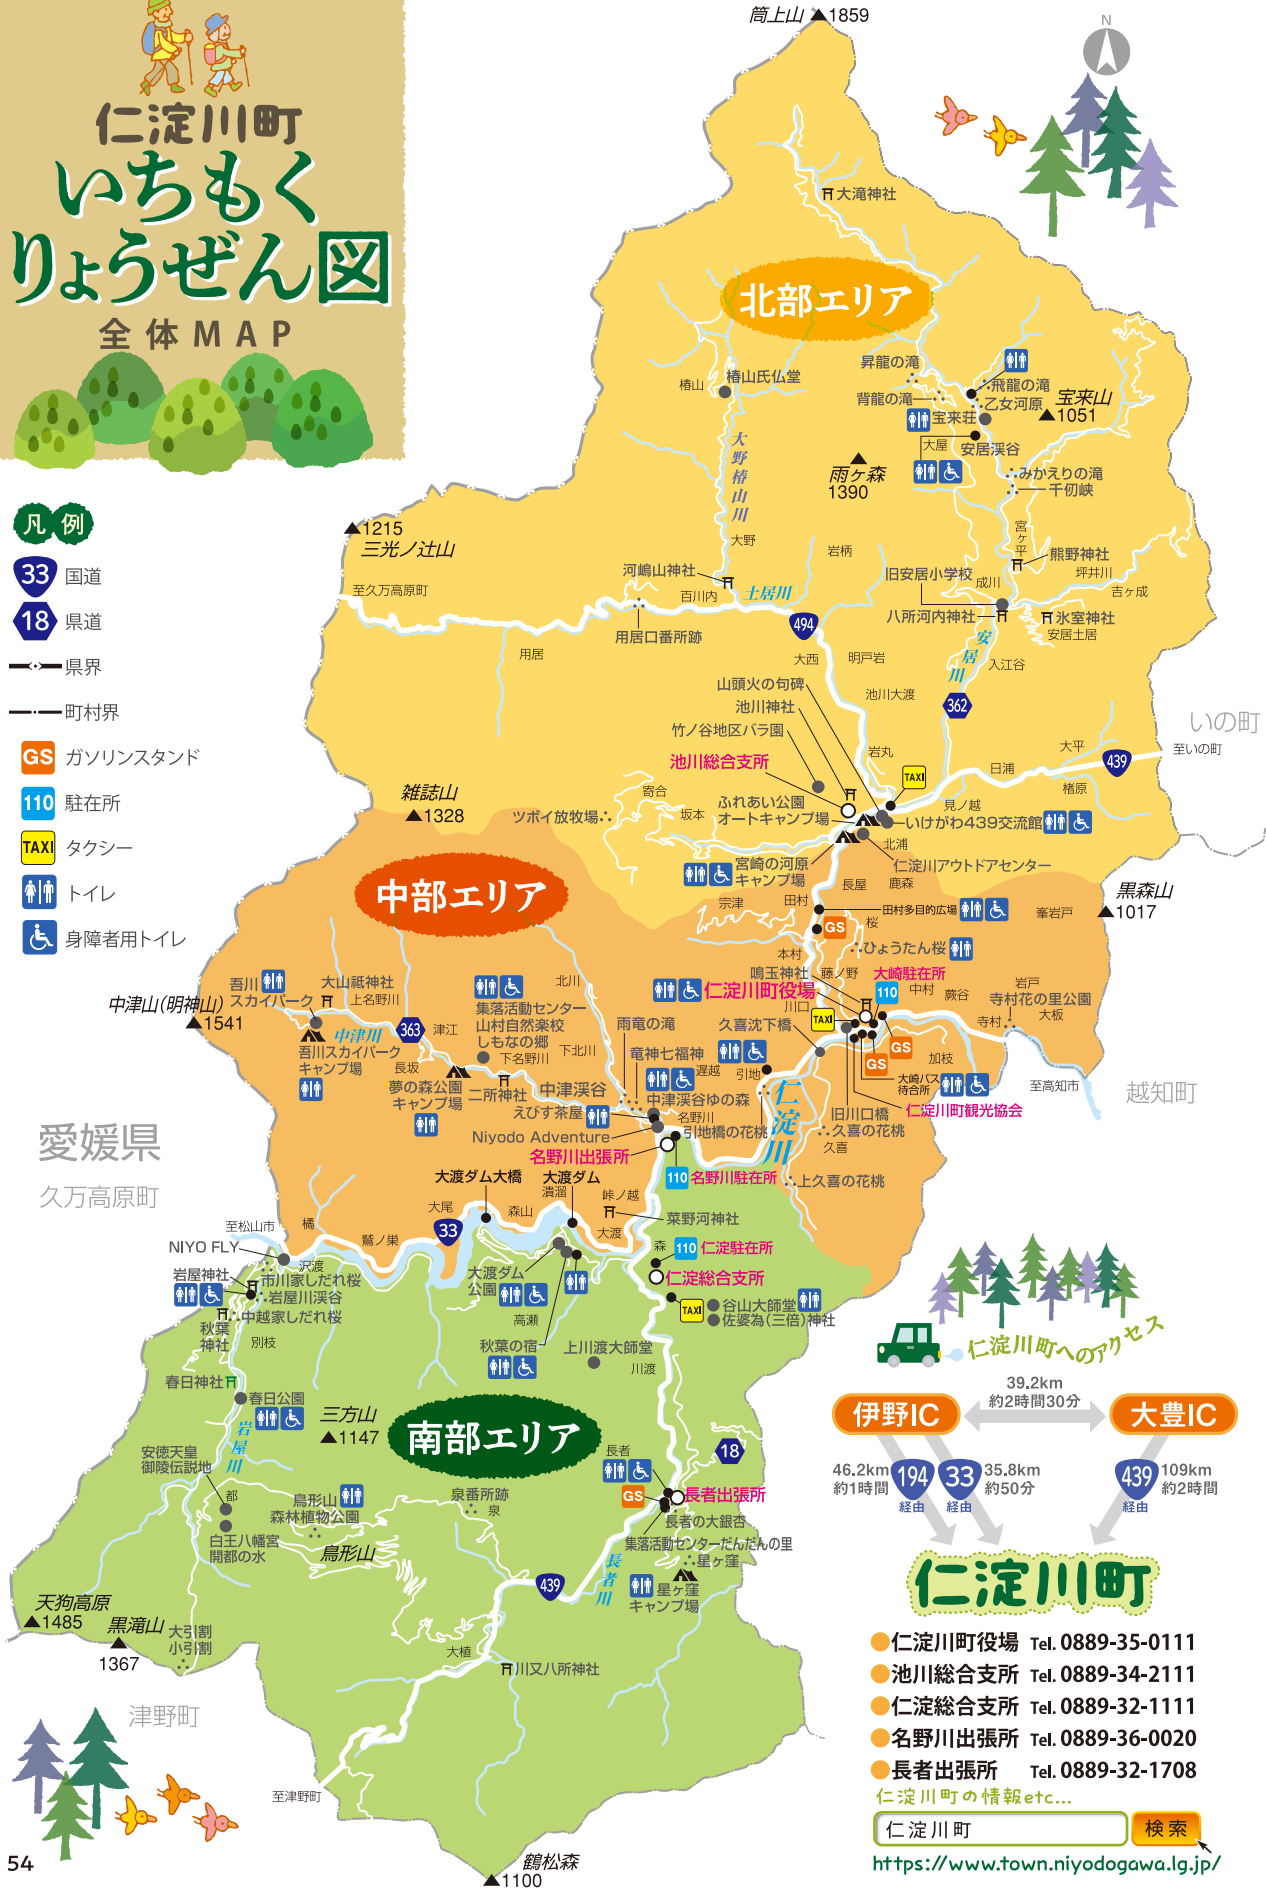 仁淀川町
いちもく
りょうぜん図
全体MAP
筒上山 1859
N
大滝神社
北部エリア
昇龍の滝
飛龍の滝
背龍の滝
乙女河原
宝来山
1051
宝来荘
大屋
安居渓谷
椿山
椿山氏仏堂
大野椿山川
雨ヶ森
1390
みかえりの滝
千仞峡
宮ヶ平
熊野神社
坪井川
吉ヶ成
凡例
33 国道
18 県道
県界
町村界
GS ガソリンスタンド
110 駐在所
TAXI タクシー
トイレ
身障者用トイレ
1215
三光ノ辻山
至久万高原町
大野
岩柄
河嶋山神社
百川内
土居川
旧安居小学校
成川
八所河内神社
氷室神社
安居土居
用居口番所跡
用居
494
大西
明戸岩
安居川
入江谷
池川大渡
362
山頭火の句碑
池川神社
竹ノ谷地区バラ園
池川総合支所
岩丸
TAXI
大平
日浦
439
至いの町
いの町
楮原
見ノ越
寄合
坂本
ツボイ放牧場
雑誌山
1328
ふれあい公園
オートキャンプ場
いけがわ439交流館
北浦
仁淀川アウトドアセンター
宮崎の河原
キャンプ場
長屋
鹿森
中部エリア
宗津
田村
田村多目的広場
峯岩戸
黒森山
1017
GS
桜
ひょうたん桜
本村
鳴玉神社
藤ノ野
大崎駐在所
110
中村
蕨谷
岩戸
寺村花の里公園
大板
寺村
仁淀川町役場
川口
TAXI
久喜沈下橋
GS
GS
加枝
至高知市
越知町
大崎バス
待合所
仁淀川町観光協会
旧川口橋
久喜の花桃
久喜
上久喜の花桃
仁淀川
吾川
スカイパーク
大山祇神社
上名野川
中津山(明神山)
1541
中津川
363
津江
吾川スカイパーク
キャンプ場
長坂
集落活動センター
山村自然楽校
しもなの郷
下名野川
北川
下北川
雨竜の滝
竜神七福神
遅越
引地
夢の森公園
キャンプ場
二所神社
中津渓谷
中津渓谷ゆの森
名野川
えびす茶屋
Niyodo Adventure
引地橋の花桃
名野川出張所
110 名野川駐在所
愛媛県
久万高原町
大渡ダム大橋
大渡ダム
潰溜
峠ノ越
菜野河神社
大尾
森山
大渡
33
至松山市
橘
鷲ノ巣
NIYO FLY
沢渡
市川家しだれ桜
岩屋神社
岩屋川渓谷
中越家しだれ桜
秋葉
神社
別枝
春日神社
春日公園
岩屋川
大渡ダム
公園
高瀬
秋葉の宿
上川渡大師堂
森
110 仁淀駐在所
仁淀総合支所
TAXI
谷山大師堂
佐婆為(三倍)神社
川渡
南部エリア
三方山
1147
長者
18
GS
長者出張所
長者の大銀杏
集落活動センターだんだんの里
星ヶ窪
星ヶ窪
キャンプ場
長者川
439
泉番所跡
泉
安徳天皇
御陵伝説地
都
白王八幡宮
開都の水
鳥形山
森林植物公園
鳥形山
天狗高原
1485
黒滝山
1367
大引割
小引割
津野町
大植
川又八所神社
至津野町
鶴松森
1100
54
仁淀川町へのアクセス
伊野IC
39.2km
約2時間30分
大豊IC
46.2km
約1時間
194
経由
33
経由
35.8km
約50分
439
経由
109km
約2時間
仁淀川町
仁淀川町役場 Tel. 0889-35-0111
池川総合支所 Tel. 0889-34-2111
仁淀総合支所 Tel. 0889-32-1111
名野川出張所 Tel. 0889-36-0020
長者出張所 Tel. 0889-32-1708
仁淀川町の情報etc...
仁淀川町 検索
https://www.town.niyodogawa.lg.jp/